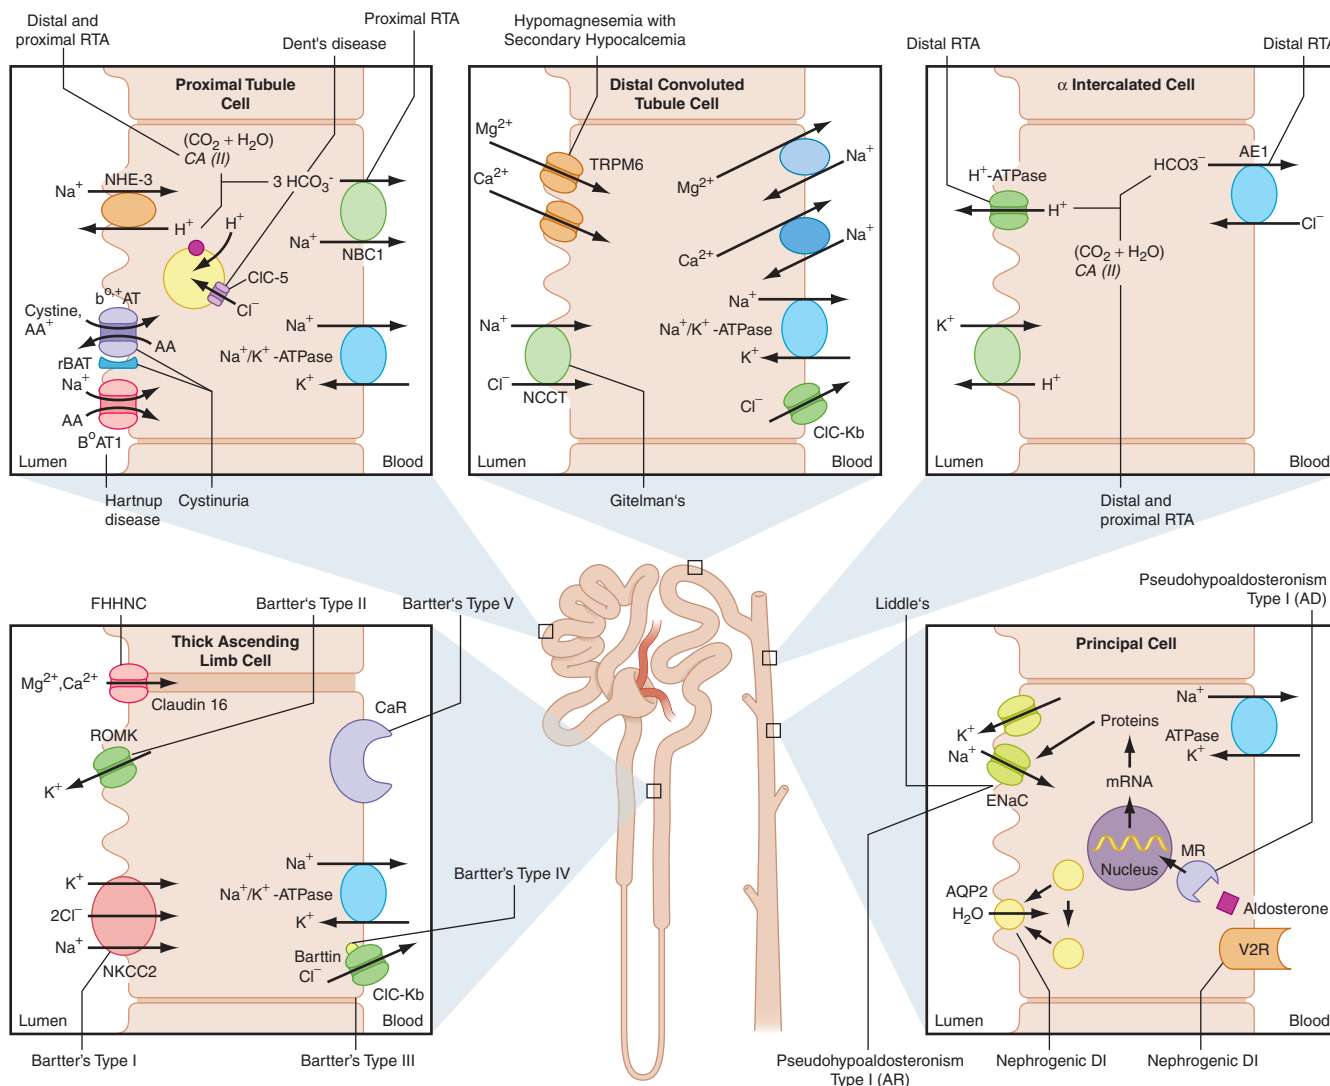 Distal and
proximal RTA
Dent's disease
Proximal RTA
Proximal Tubule
Cell
(CO₂ + H₂O)
CA (II)
NHE-3
Na⁺
3 HCO₃⁻
H⁺
H⁺
Na⁺
NBC1
ClC-5
Cl⁻
b⁰,⁺AT
Cystine,
AA⁺
AA
rBAT
Na⁺
AA
B⁰AT1
Na⁺
Na⁺/K⁺ -ATPase
K⁺
Lumen
Blood
Hartnup
disease
Cystinuria
Hypomagnesemia with
Secondary Hypocalcemia
Distal Convoluted
Tubule Cell
Mg²⁺
Ca²⁺
TRPM6
Mg²⁺
Na⁺
Ca²⁺
Na⁺
Na⁺
Na⁺/K⁺ -ATPase
K⁺
Na⁺
Cl⁻
NCCT
Cl⁻
ClC-Kb
Lumen
Blood
Gitelman's
Distal RTA
Distal RTA
α Intercalated Cell
H⁺-ATPase
H⁺
HCO3⁻
AE1
Cl⁻
(CO₂ + H₂O)
CA (II)
K⁺
H⁺
Lumen
Blood
Distal and
proximal RTA
FHHNC
Bartter's Type II
Bartter's Type V
Thick Ascending
Limb Cell
Mg²⁺,Ca²⁺
Claudin 16
ROMK
K⁺
CaR
K⁺
2Cl⁻
Na⁺
NKCC2
Na⁺
Na⁺/K⁺ -ATPase
K⁺
Barttin
Cl⁻
ClC-Kb
Bartter's Type IV
Lumen
Blood
Bartter's Type I
Bartter's Type III
Liddle's
Pseudohypoaldosteronism
Type I (AD)
Principal Cell
K⁺
Na⁺
ENaC
Proteins
mRNA
Nucleus
Na⁺
ATPase
K⁺
MR
Aldosterone
AQP2
H₂O
V2R
Lumen
Blood
Pseudohypoaldosteronism
Type I (AR)
Nephrogenic DI
Nephrogenic DI